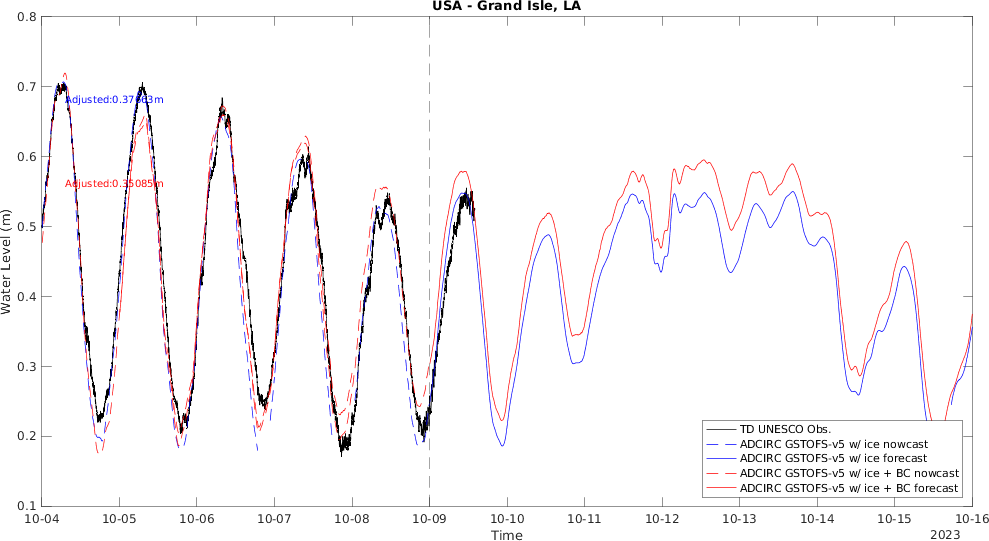 USA - Grand Isle, LA
0.8
0.7
0.6
0.5
0.4
0.3
0.2
0.1
Water Level (m)
Adjusted:0.37663m
Adjusted:0.35085m
TD UNESCO Obs.
ADCIRC GSTOFS-v5 w/ ice nowcast
ADCIRC GSTOFS-v5 w/ ice forecast
ADCIRC GSTOFS-v5 w/ ice + BC nowcast
ADCIRC GSTOFS-v5 w/ ice + BC forecast
10-04 10-05 10-06 10-07 10-08 10-09 10-10 10-11 10-12 10-13 10-14 10-15 10-16
Time
2023